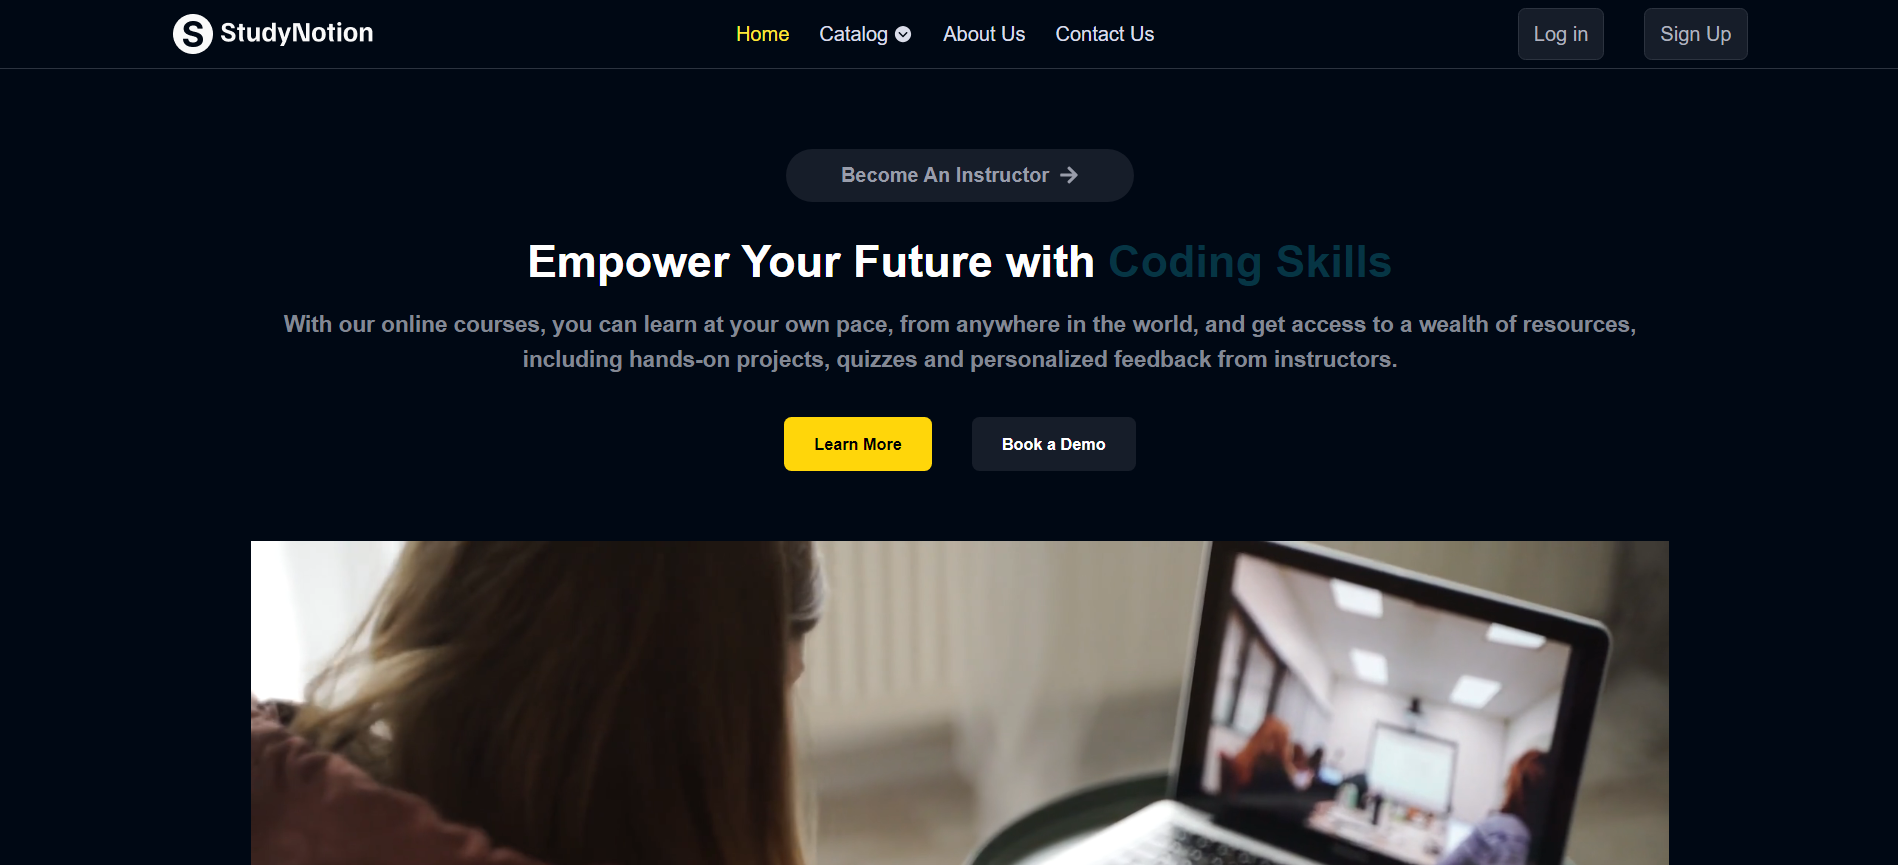 StudyNotion
Home Catalog About Us Contact Us
Log in Sign Up
Become An Instructor
Empower Your Future with Coding Skills
With our online courses, you can learn at your own pace, from anywhere in the world, and get access to a wealth of resources,
including hands-on projects, quizzes and personalized feedback from instructors.
Learn More Book a Demo